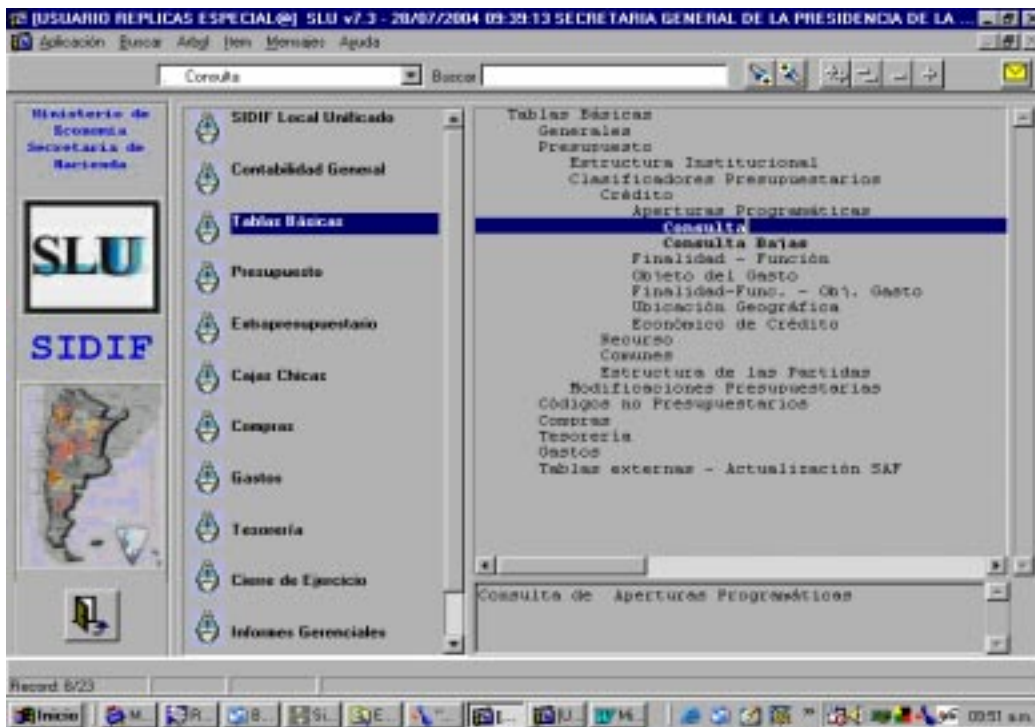 [USUARIO REPLICAS ESPECIAL@] SLU v7.3 - 28/07/2004 09:39:13 SECRETARIA GENERAL DE LA PRESIDENCIA DE LA ...
Aplicación Buscar Arbol Item Mensajes Ayuda
Consulta Buscar
Ministerio de
Economía
Secretaría de
Hacienda
SLU
SIDIF
SIDIF Local Unificado
Contabilidad General
Tablas Básicas
Presupuesto
Extrapresupuestario
Cajas Chicas
Compras
Gastos
Tesorería
Cierre de Ejercicio
Informes Gerenciales
Tablas Básicas
Generales
Presupuesto
Estructura Institucional
Clasificadores Presupuestarios
Crédito
Aperturas Programáticas
Consulta
Consulta Bajas
Finalidad - Función
Objeto del Gasto
Finalidad-Func. - Obj. Gasto
Ubicación Geográfica
Económico de Crédito
Recurso
Comunes
Estructura de las Partidas
Modificaciones Presupuestarias
Códigos no Presupuestarios
Compras
Tesorería
Gastos
Tablas externas - Actualización SAF
Consulta de Aperturas Programáticas
Record: 8/23
Inicio